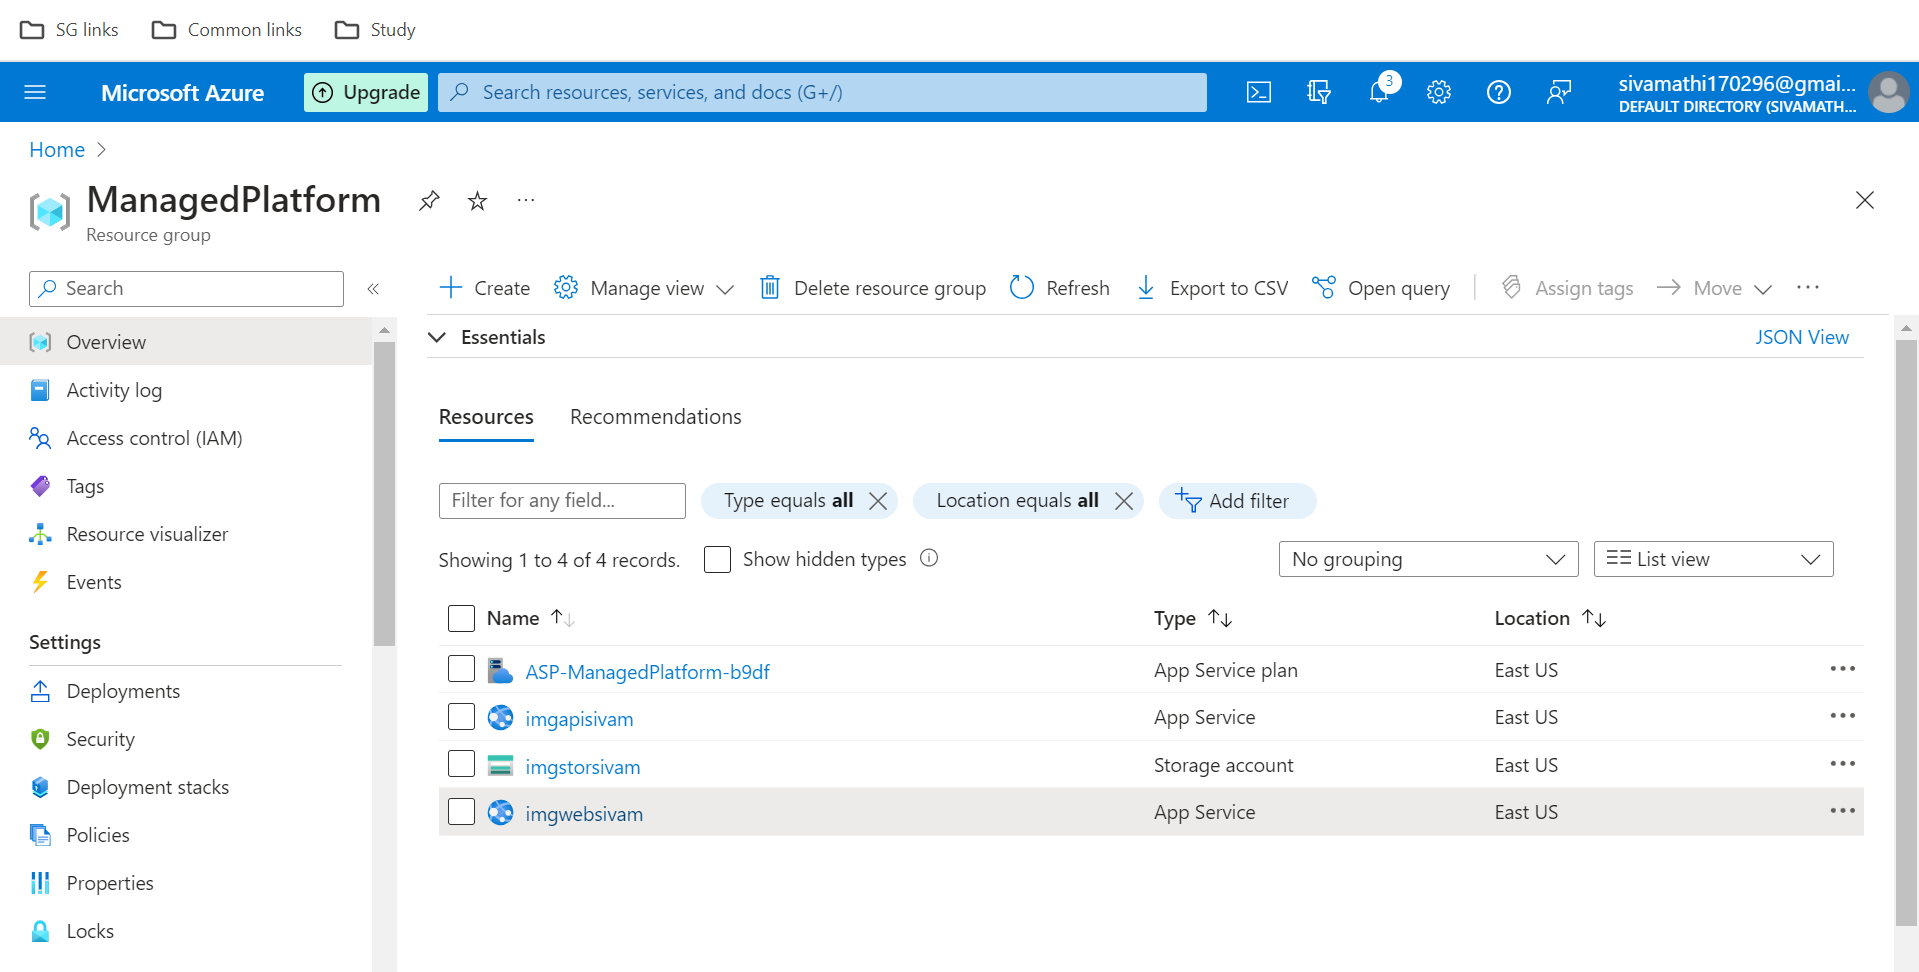 SG links Common links Study
Microsoft Azure Upgrade Search resources, services, and docs (G+/) 3 sivamathi170296@gmai...
DEFAULT DIRECTORY (SIVAMATH...
Home
ManagedPlatform
Resource group
Search
Create Manage view Delete resource group Refresh Export to CSV Open query Assign tags Move
Overview
Activity log
Access control (IAM)
Tags
Resource visualizer
Events
Settings
Deployments
Security
Deployment stacks
Policies
Properties
Locks
Essentials JSON View
Resources Recommendations
Filter for any field... Type equals all Location equals all Add filter
Showing 1 to 4 of 4 records. Show hidden types No grouping List view
Name Type Location
ASP-ManagedPlatform-b9df App Service plan East US
imgapisivam App Service East US
imgstorsivam Storage account East US
imgwebsivam App Service East US